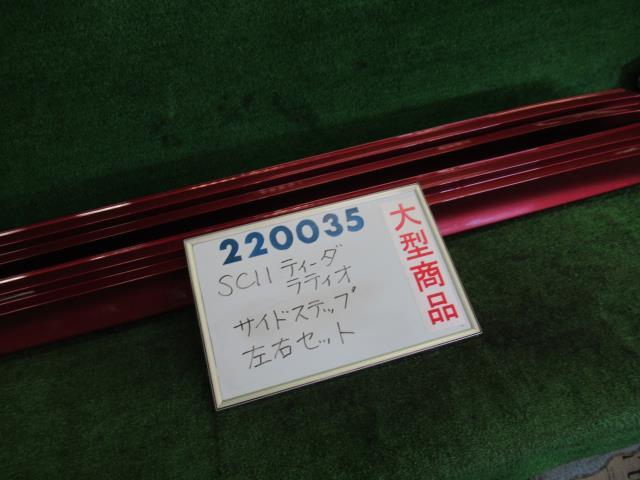 220035
SC11 ティーダ
ラティオ
サイドステップ
左右セット
大型商品